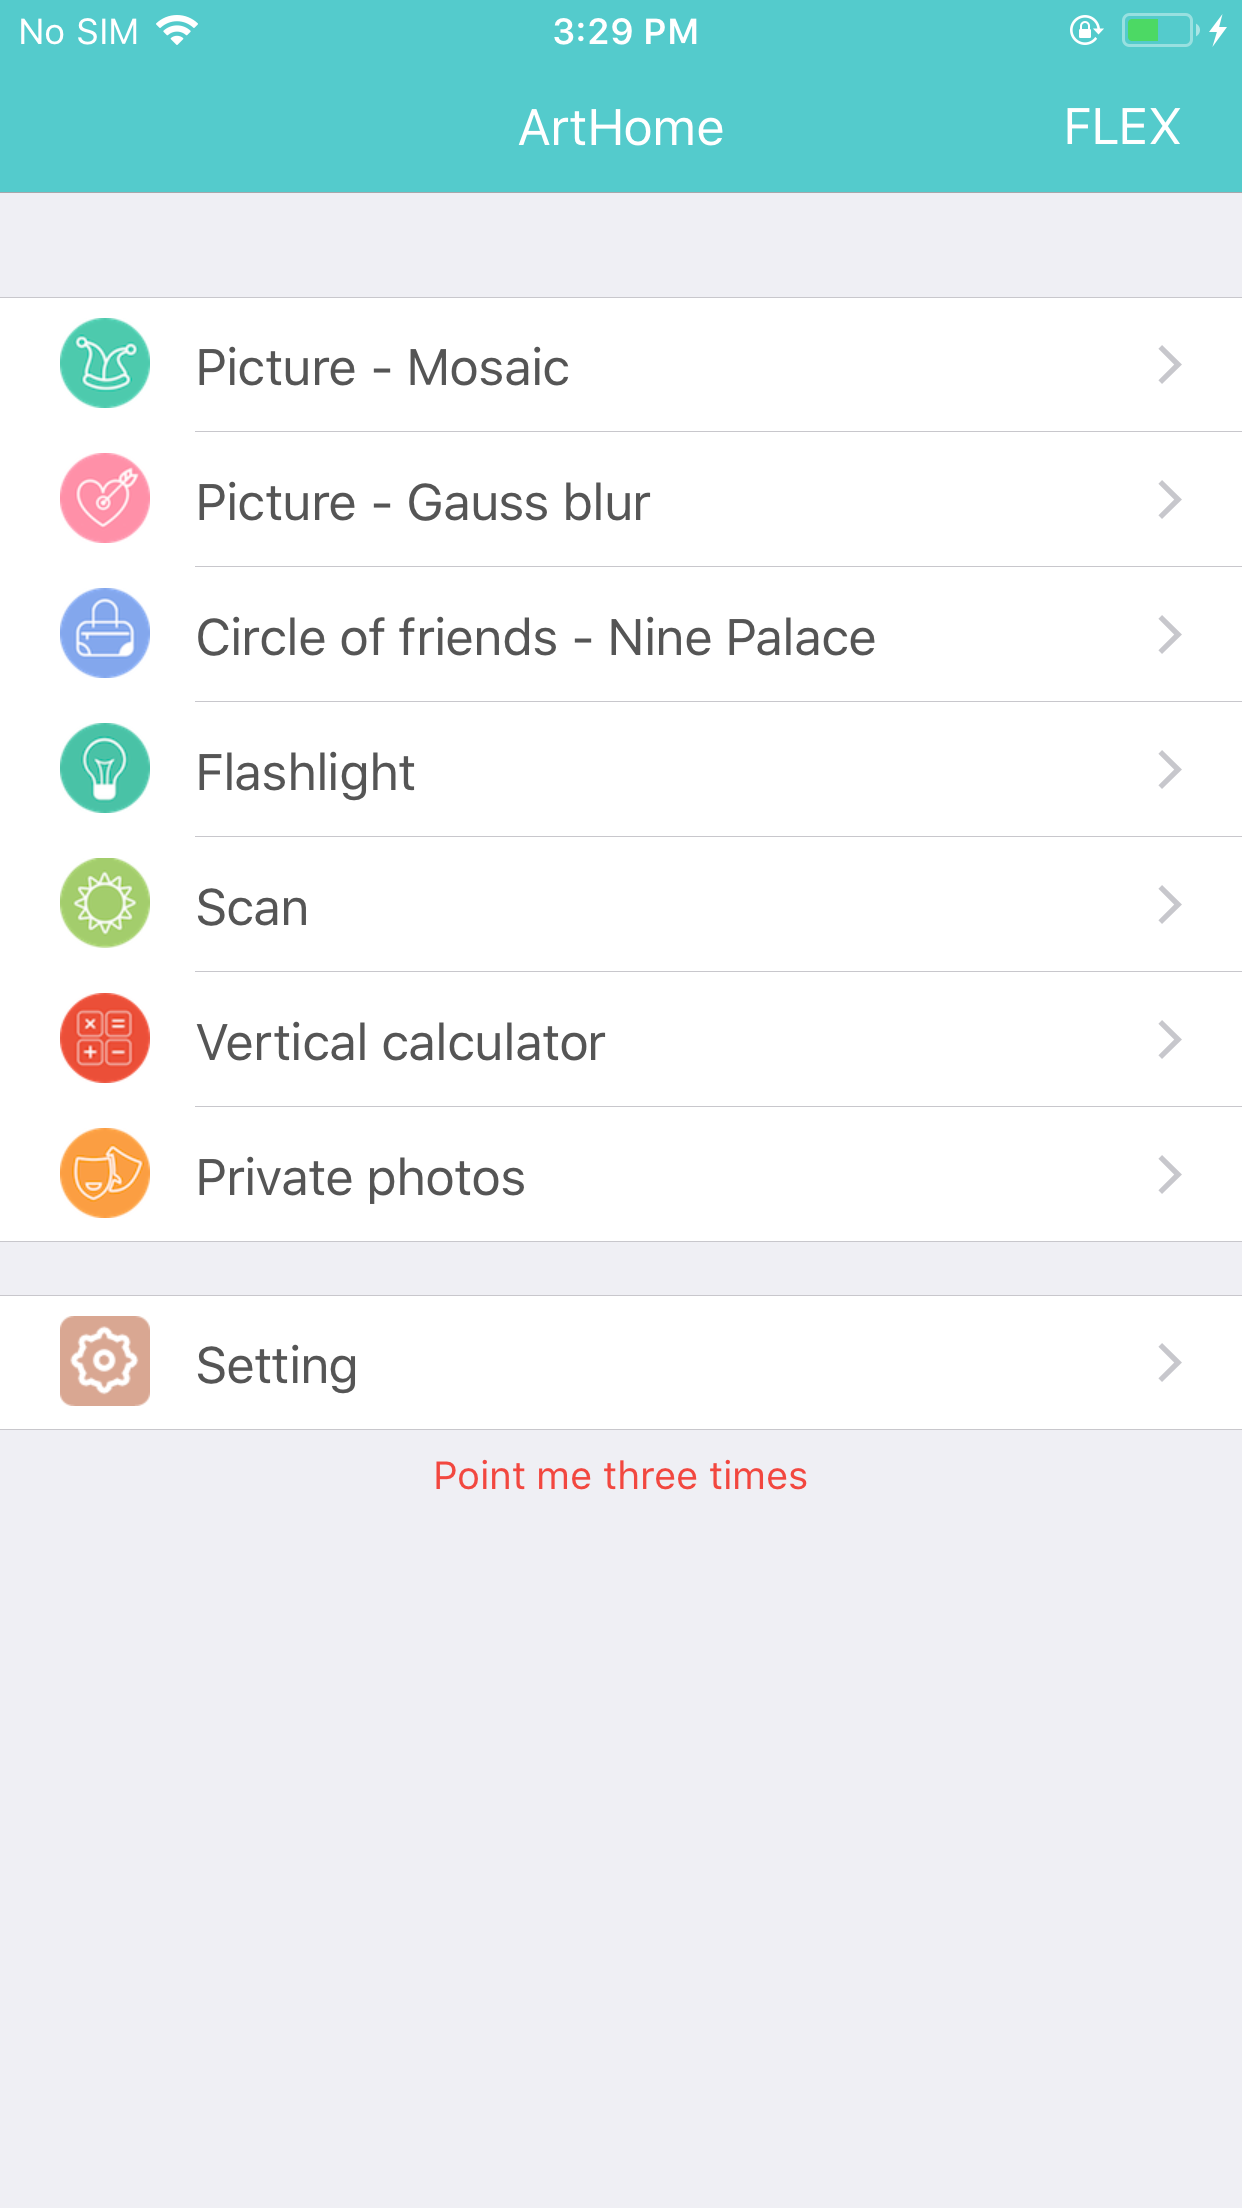 No SIM 3:29 PM
ArtHome FLEX
Picture - Mosaic
Picture - Gauss blur
Circle of friends - Nine Palace
Flashlight
Scan
Vertical calculator
Private photos
Setting
Point me three times